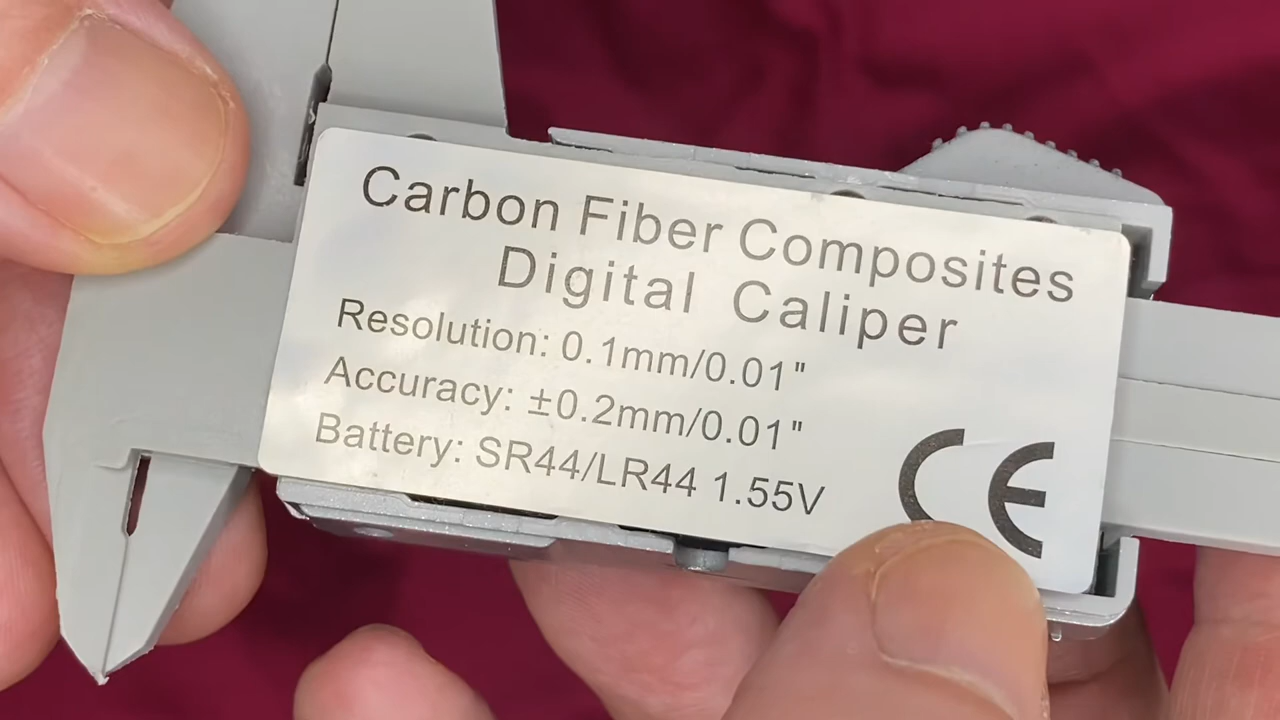 Carbon Fiber Composites
Digital Caliper
Resolution: 0.1mm/0.01"
Accuracy: ±0.2mm/0.01"
Battery: SR44/LR44 1.55V
CE